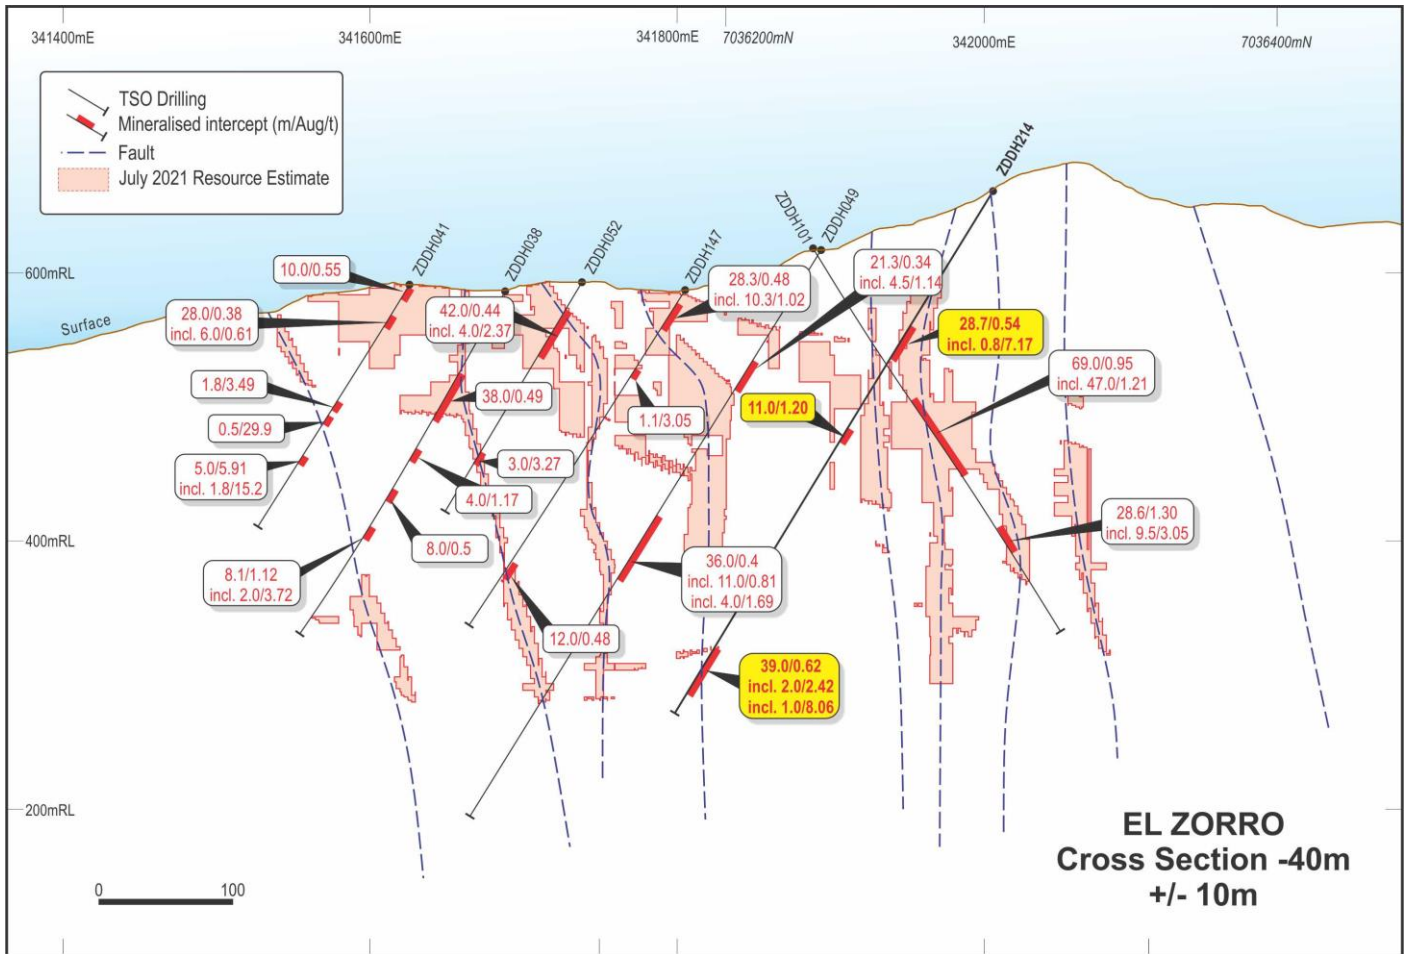 341400mE
341600mE
341800mE
7036200mN
342000mE
7036400mN
TSO Drilling
Mineralised intercept (m/Aug/t)
Fault
July 2021 Resource Estimate
ZDDH041
ZDDH038
ZDDH052
ZDDH147
ZDDH101
ZDDH049
ZDDH214
600mRL
Surface
400mRL
200mRL
10.0/0.55
28.0/0.38
incl. 6.0/0.61
1.8/3.49
0.5/29.9
5.0/5.91
incl. 1.8/15.2
8.1/1.12
incl. 2.0/3.72
42.0/0.44
incl. 4.0/2.37
38.0/0.49
3.0/3.27
4.0/1.17
8.0/0.5
12.0/0.48
28.3/0.48
incl. 10.3/1.02
1.1/3.05
21.3/0.34
incl. 4.5/1.14
36.0/0.4
incl. 11.0/0.81
incl. 4.0/1.69
28.7/0.54
incl. 0.8/7.17
11.0/1.20
39.0/0.62
incl. 2.0/2.42
incl. 1.0/8.06
69.0/0.95
incl. 47.0/1.21
28.6/1.30
incl. 9.5/3.05
0
100
EL ZORRO
Cross Section -40m
+/- 10m